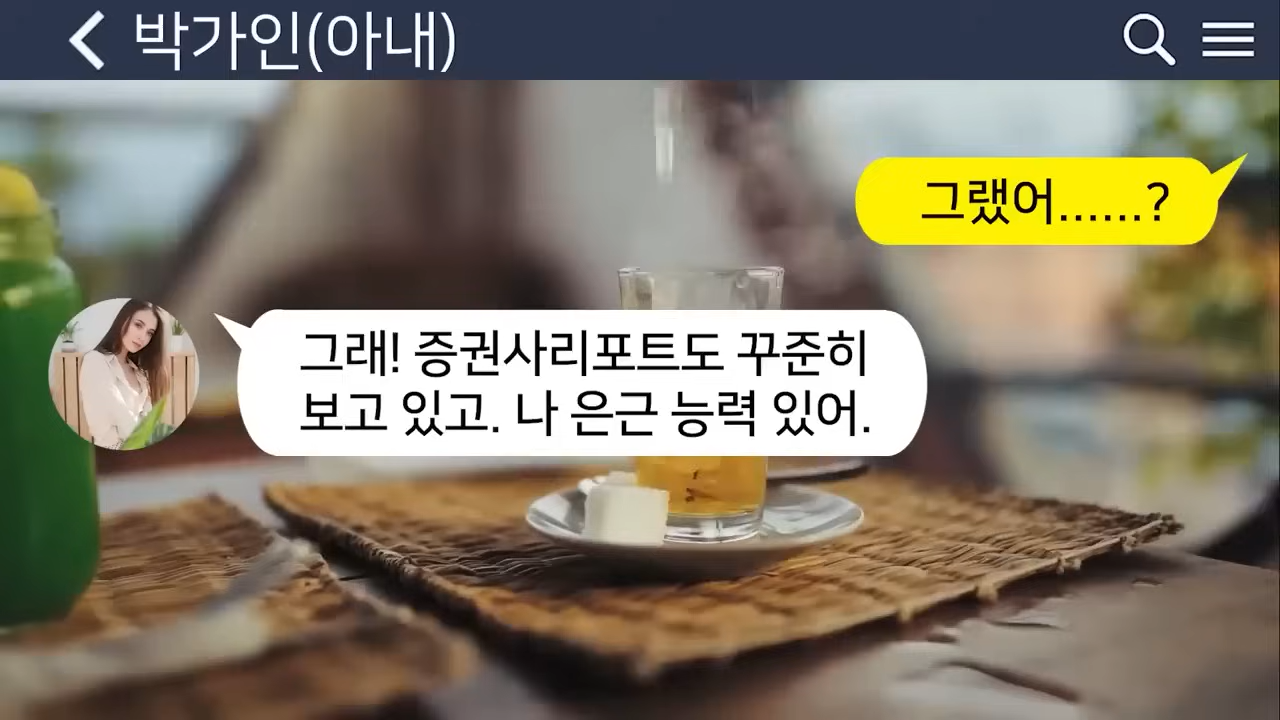 박가인(아내)
그랬어......?
그래! 증권사리포트도 꾸준히
보고 있고. 나 은근 능력 있어.